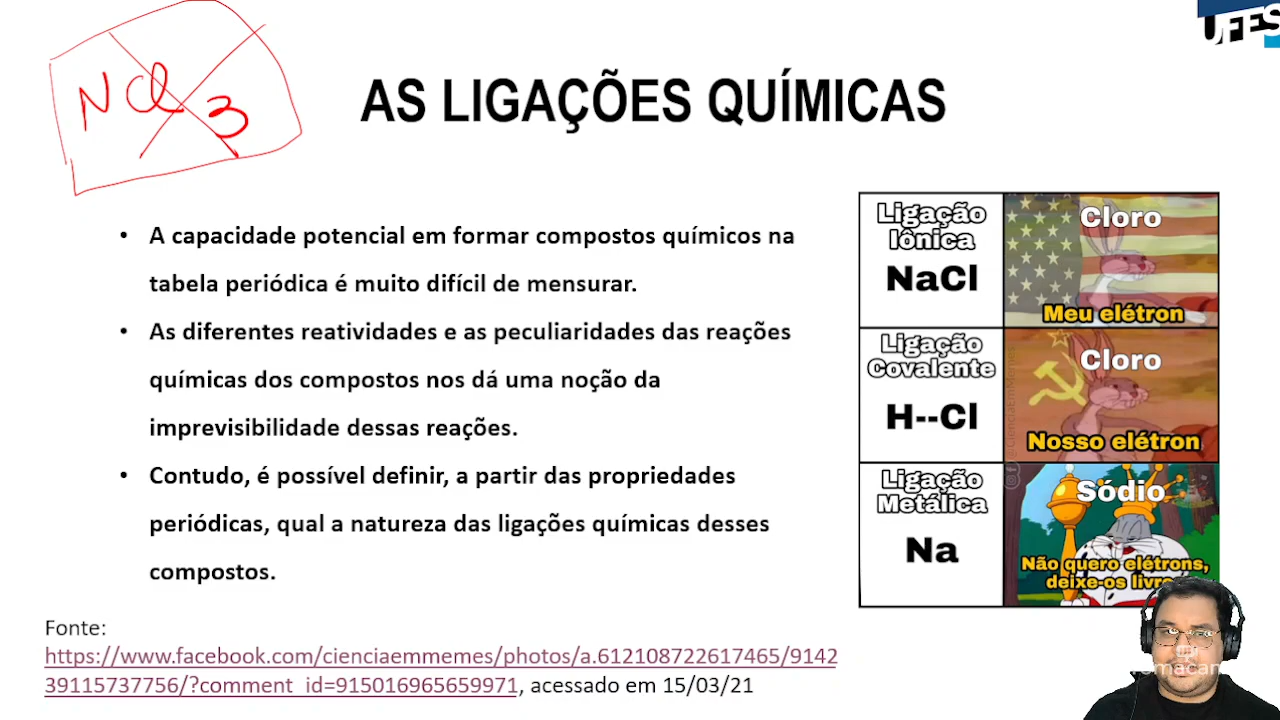 UFES
NCl3
AS LIGAÇÕES QUÍMICAS
• A capacidade potencial em formar compostos químicos na
tabela periódica é muito difícil de mensurar.
• As diferentes reatividades e as peculiaridades das reações
químicas dos compostos nos dá uma noção da
imprevisibilidade dessas reações.
• Contudo, é possível definir, a partir das propriedades
periódicas, qual a natureza das ligações químicas desses
compostos.
Ligação
Iônica
NaCl
Cloro
Meu elétron
Ligação
Covalente
H--Cl
Cloro
Nosso elétron
@CienciaEmMemes
Ligação
Metálica
Na
Sódio
Não quero elétrons,
deixe-os
Fonte:
https://www.facebook.com/cienciaemmemes/photos/a.612108722617465/9142
39115737756/?comment_id=915016965659971, acessado em 15/03/21